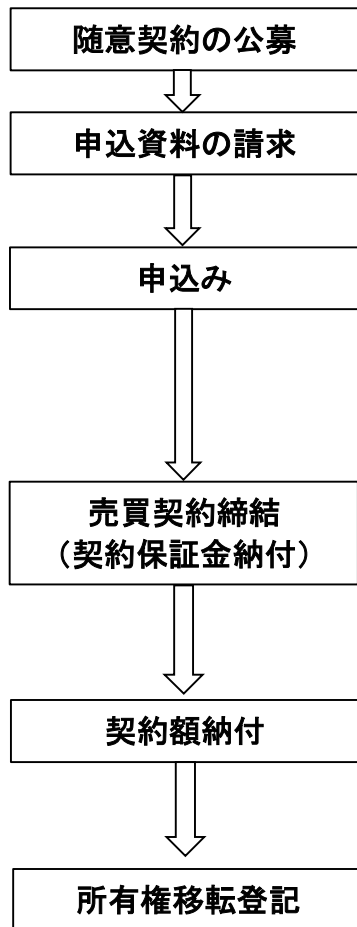 随意契約の公募
申込資料の請求
申込み
売買契約締結
（契約保証金納付）
契約額納付
所有権移転登記